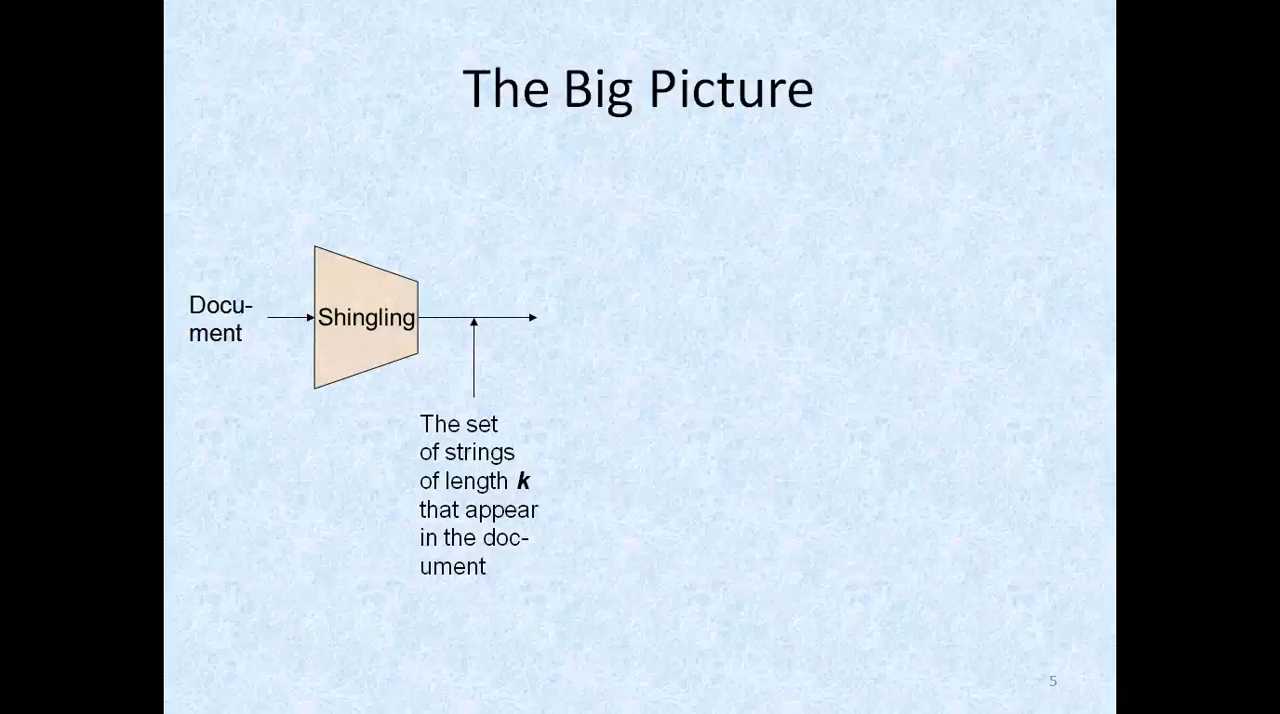 The Big Picture
Docu-
ment
Shingling
The set
of strings
of length k
that appear
in the doc-
ument
5